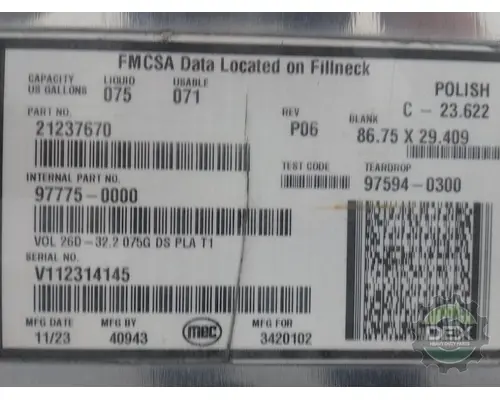 FMCSA Data Located on Fillneck
CAPACITY LIQUID USABLE
US GALLONS 075 071
POLISH
C - 23.622
PART NO. REV BLANK
21237670 P06 86.75 X 29.409
INTERNAL PART NO. TEST CODE TEARDROP
97775-0000 97594-0300
VOL 26D-32.2 075G DS PLA T1
SERIAL NO.
V112314145
MFG DATE MFG BY mec MFG FOR
11/23 40943 3420102
DEX
HEAVY DUTY PARTS